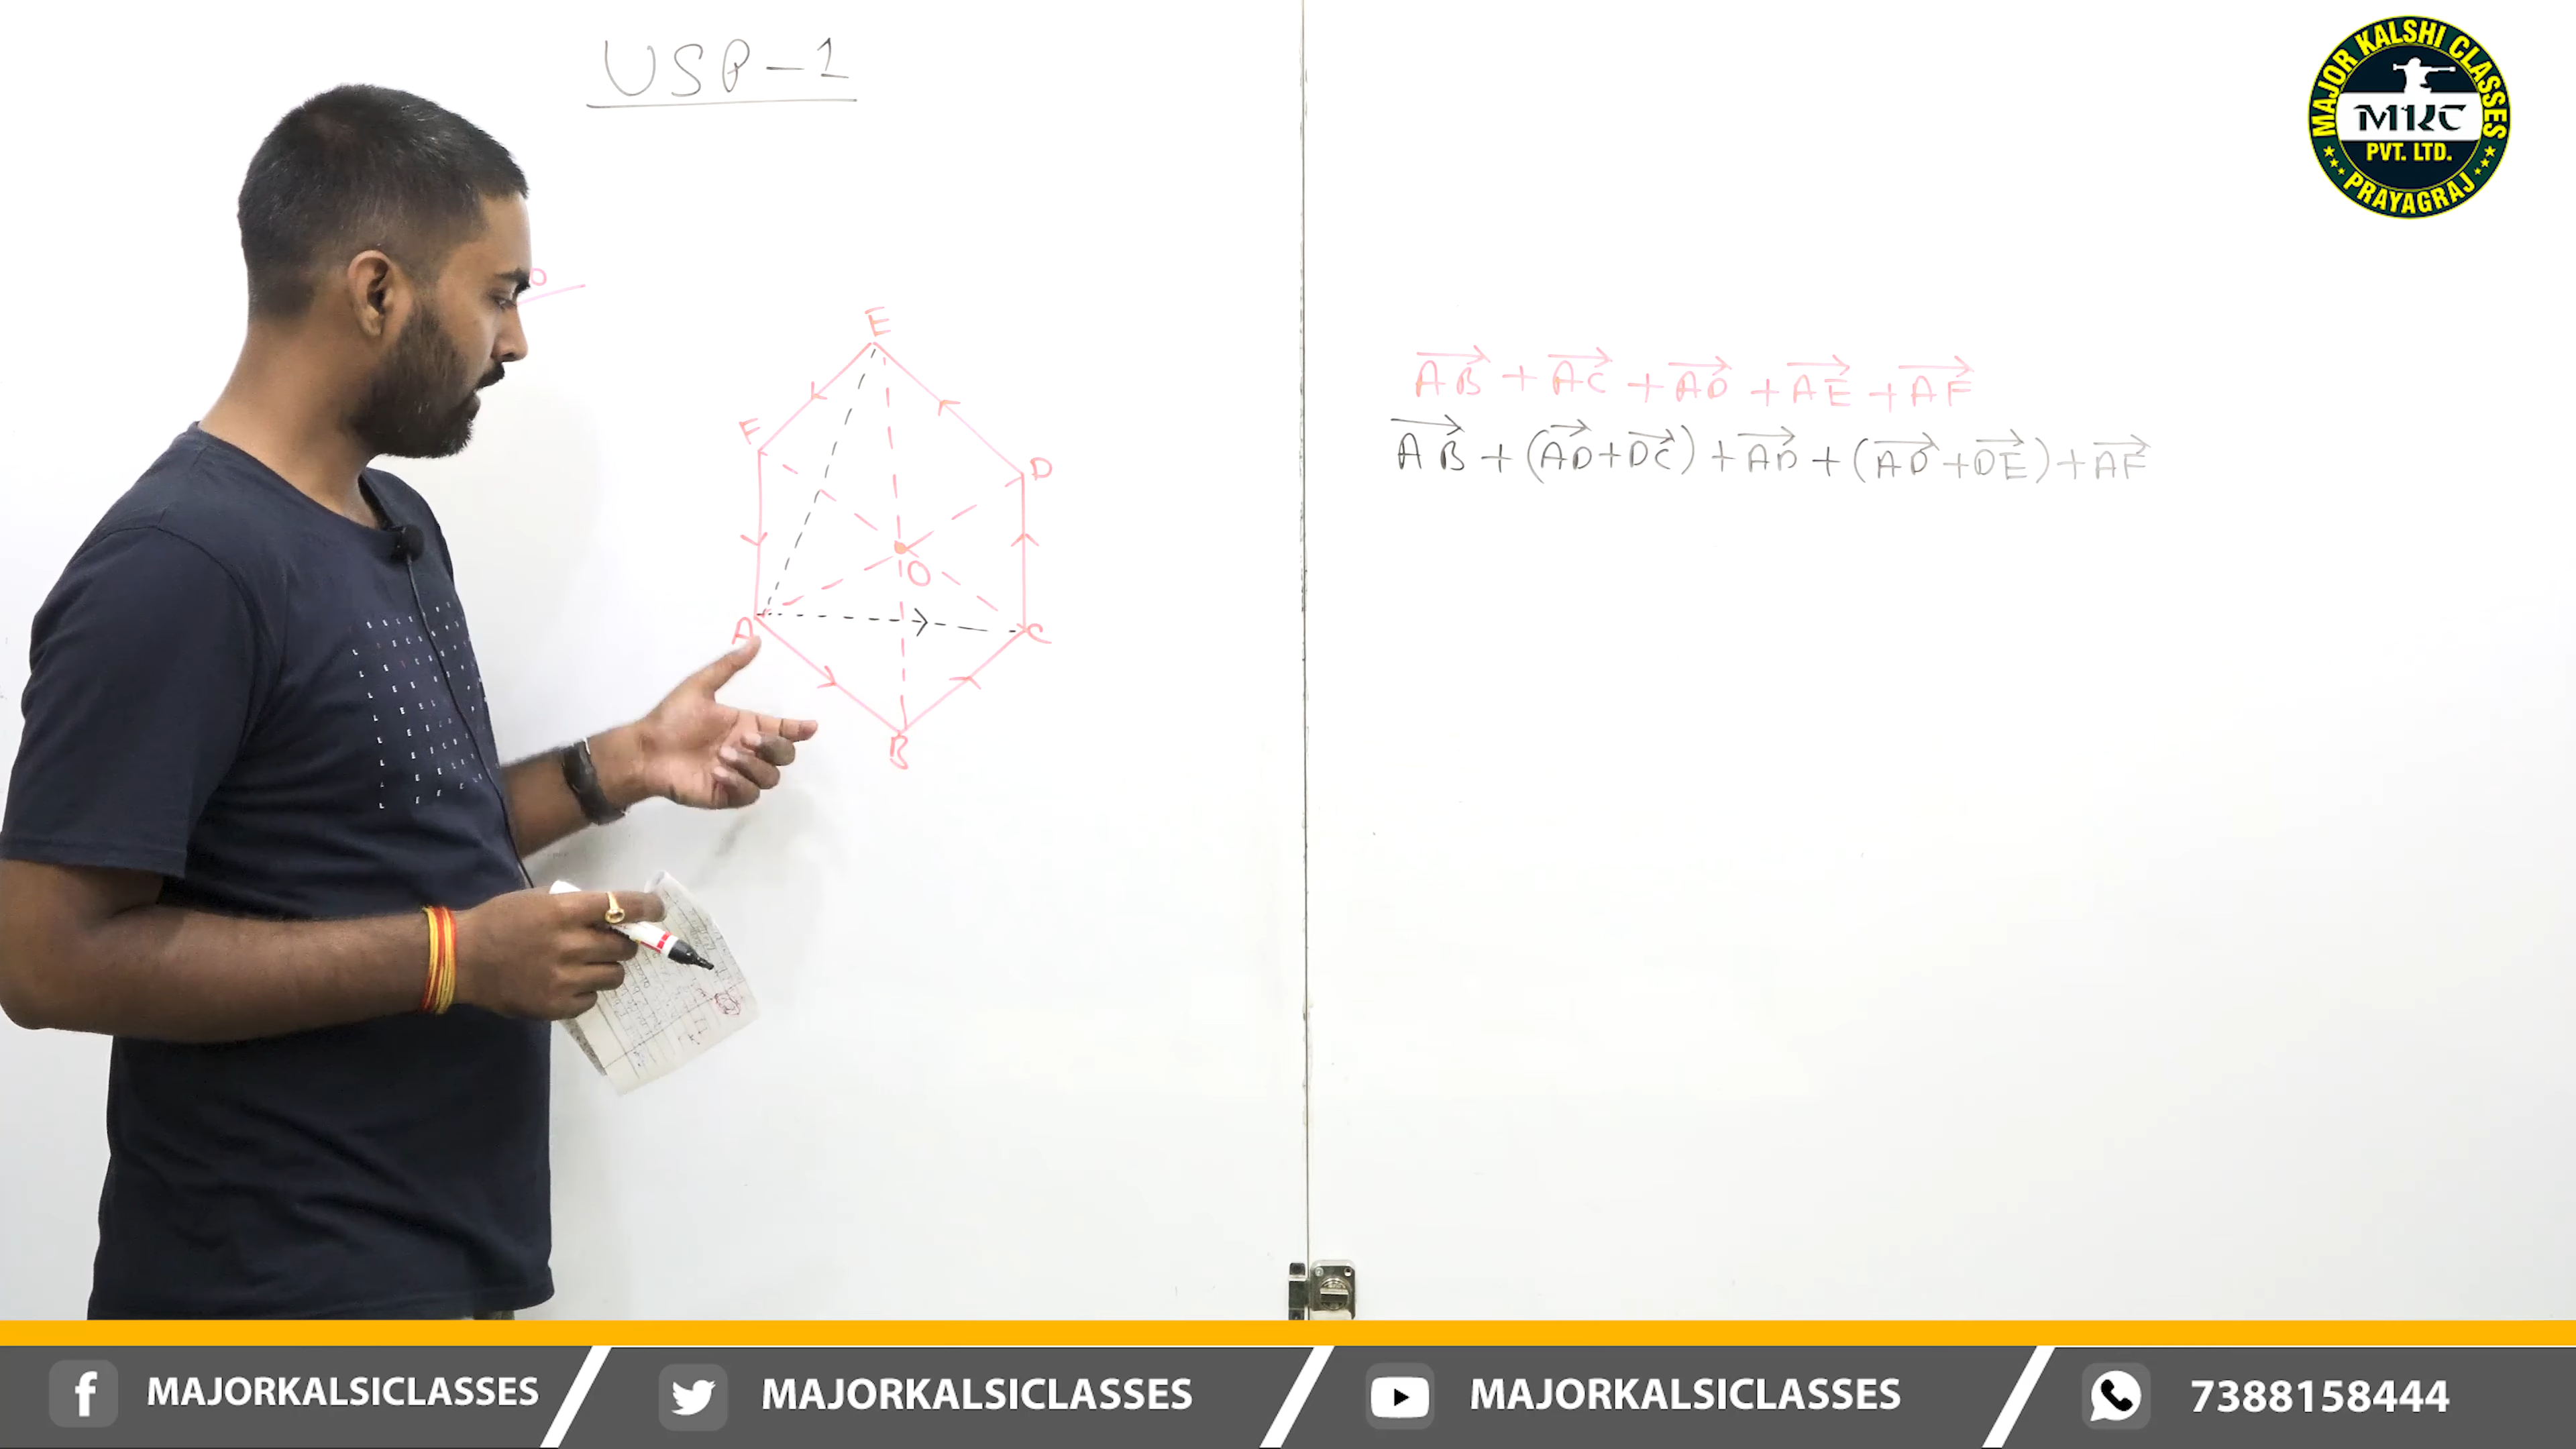 USP-1
MAJOR KALSHI CLASSES
MKC
PVT. LTD.
PRAYAGRAJ
E
F
D
O
A
C
B
AB + AC + AD + AE + AF
AB + (AD + DC) + AD + (AD + DE) + AF
MAJORKALSICLASSES
MAJORKALSICLASSES
MAJORKALSICLASSES
7388158444